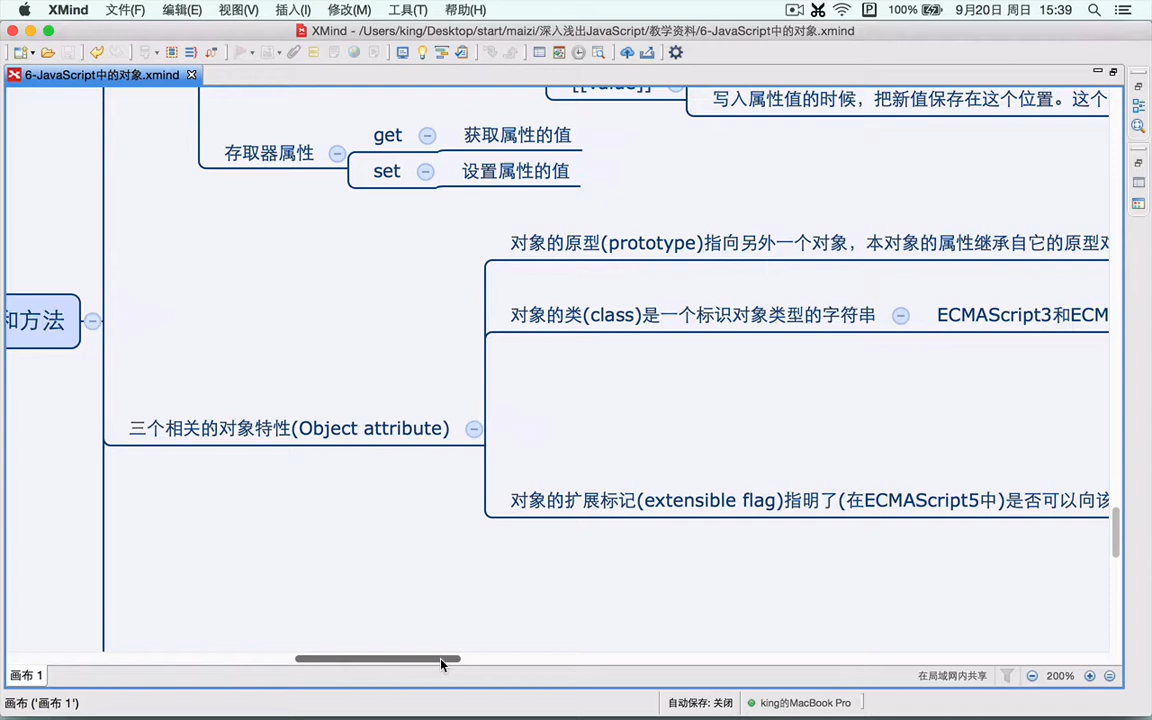 XMind 文件(F) 编辑(E) 视图(V) 插入(I) 修改(M) 工具(T) 帮助(H) 100% 9月20日 周日 15:39
XMind - /Users/king/Desktop/start/maizi/深入浅出JavaScript/教学资料/6-JavaScript中的对象.xmind
6-JavaScript中的对象.xmind
写入属性值的时候，把新值保存在这个位置。这个
get 获取属性的值
存取器属性
set 设置属性的值
对象的原型(prototype)指向另外一个对象，本对象的属性继承自它的原型对
和方法
对象的类(class)是一个标识对象类型的字符串 ECMAScript3和ECM
三个相关的对象特性(Object attribute)
对象的扩展标记(extensible flag)指明了(在ECMAScript5中)是否可以向该
画布 1
在局域网内共享 200%
画布 ('画布 1') 自动保存: 关闭 king的MacBook Pro